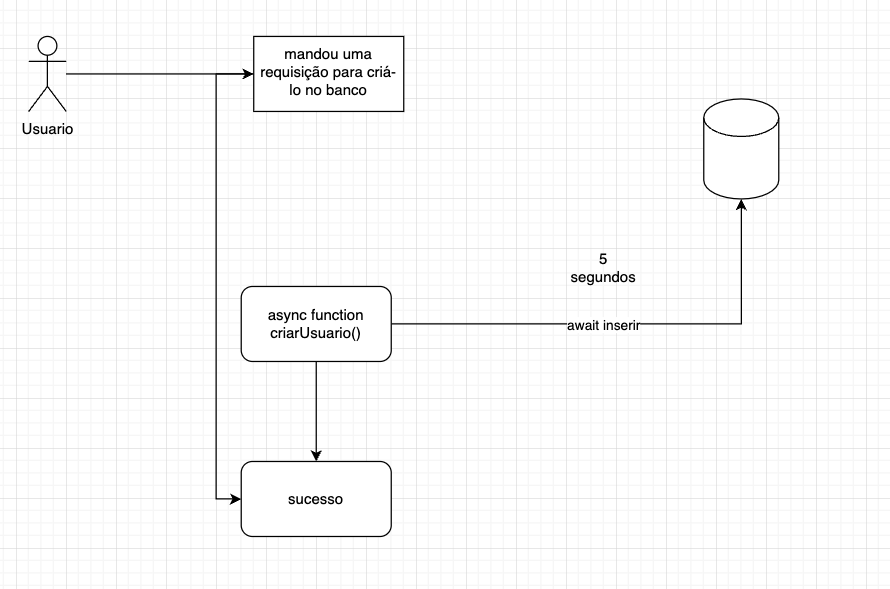 mandou uma
requisição para criá-
lo no banco
Usuario
5
segundos
async function
criarUsuario()
await inserir
sucesso